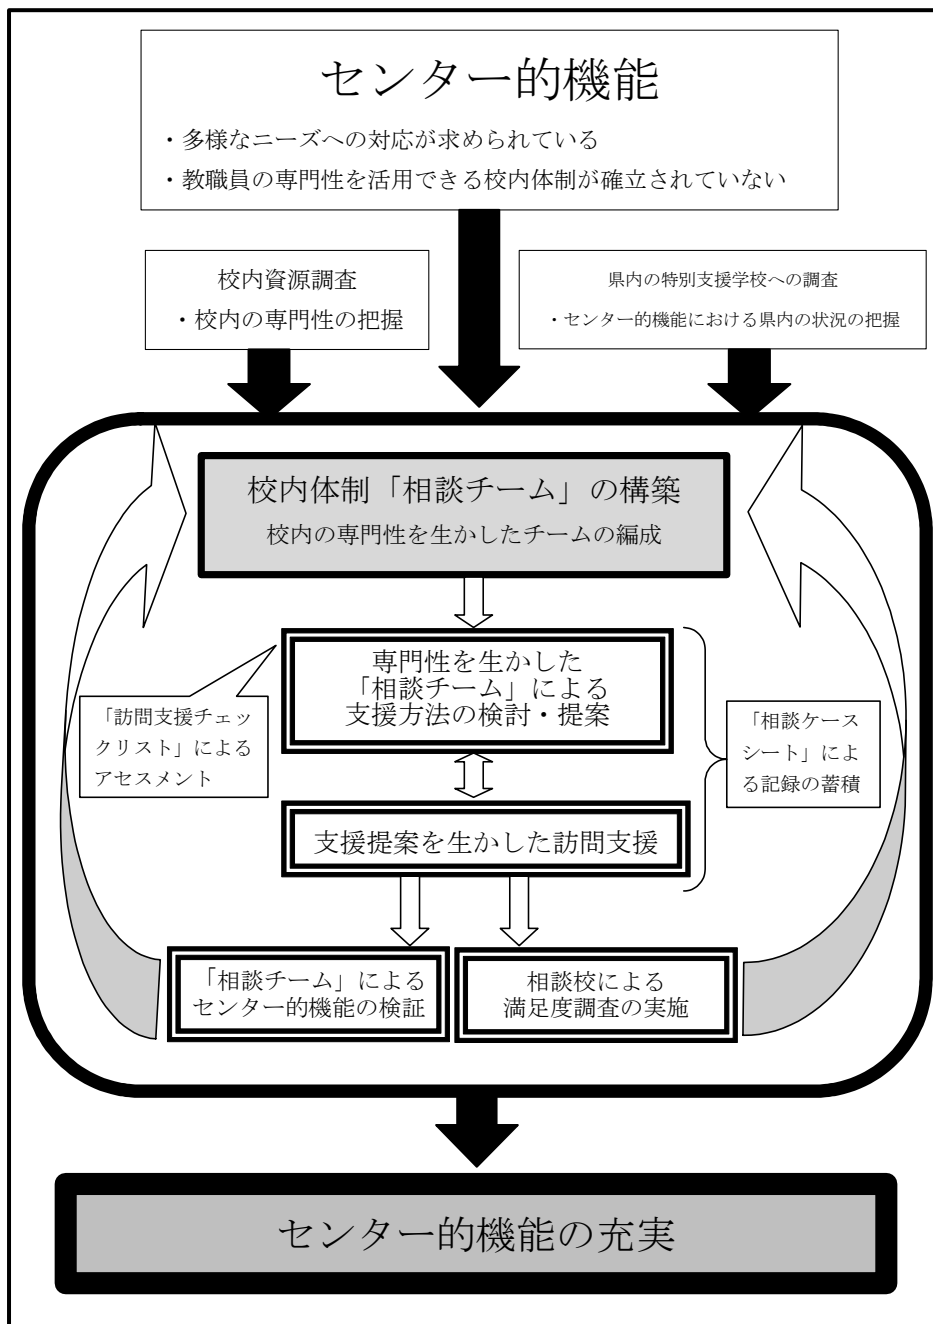 センター的機能
・多様なニーズへの対応が求められている
・教職員の専門性を活用できる校内体制が確立されていない
校内資源調査
・校内の専門性の把握
県内の特別支援学校への調査
・センター的機能における県内の状況の把握
校内体制「相談チーム」の構築
校内の専門性を生かしたチームの編成
専門性を生かした
「相談チーム」による
支援方法の検討・提案
「訪問支援チェッ
クリスト」による
アセスメント
「相談ケース
シート」によ
る記録の蓄積
支援提案を生かした訪問支援
「相談チーム」による
センター的機能の検証
相談校による
満足度調査の実施
センター的機能の充実